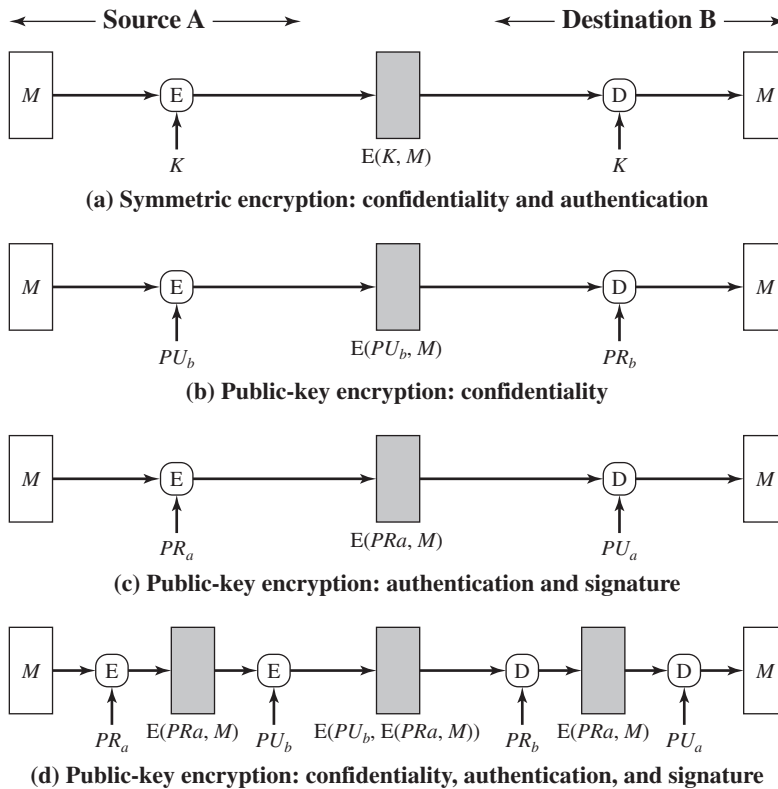 Source A Destination B
M E D M
K E(K, M) K
(a) Symmetric encryption: confidentiality and authentication
M E D M
PU_b E(PU_b, M) PR_b
(b) Public-key encryption: confidentiality
M E D M
PR_a E(PRa, M) PU_a
(c) Public-key encryption: authentication and signature
M E E D D M
PR_a E(PRa, M) PU_b E(PU_b, E(PRa, M)) PR_b E(PRa, M) PU_a
(d) Public-key encryption: confidentiality, authentication, and signature